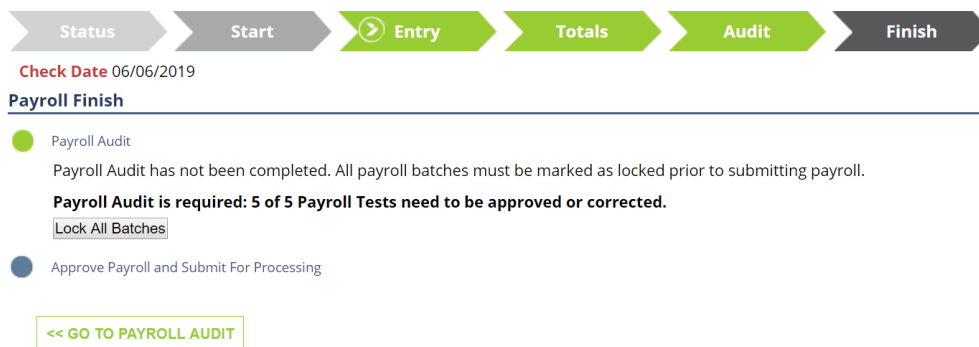 Status Start Entry Totals Audit Finish
Check Date 06/06/2019
Payroll Finish
Payroll Audit
Payroll Audit has not been completed. All payroll batches must be marked as locked prior to submitting payroll.
Payroll Audit is required: 5 of 5 Payroll Tests need to be approved or corrected.
Lock All Batches
Approve Payroll and Submit For Processing
<< GO TO PAYROLL AUDIT